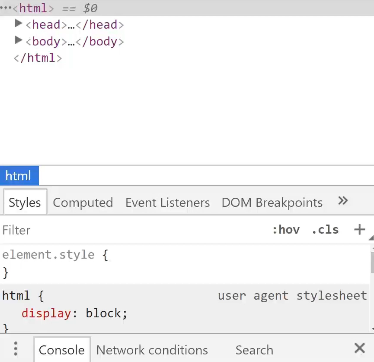 ⋯<html> == $0
▶<head>…</head>
▶<body>…</body>
</html>
html
Styles Computed Event Listeners DOM Breakpoints »
Filter :hov .cls +
element.style {
}
html { user agent stylesheet
display: block;
}
⋮ Console Network conditions Search ✕